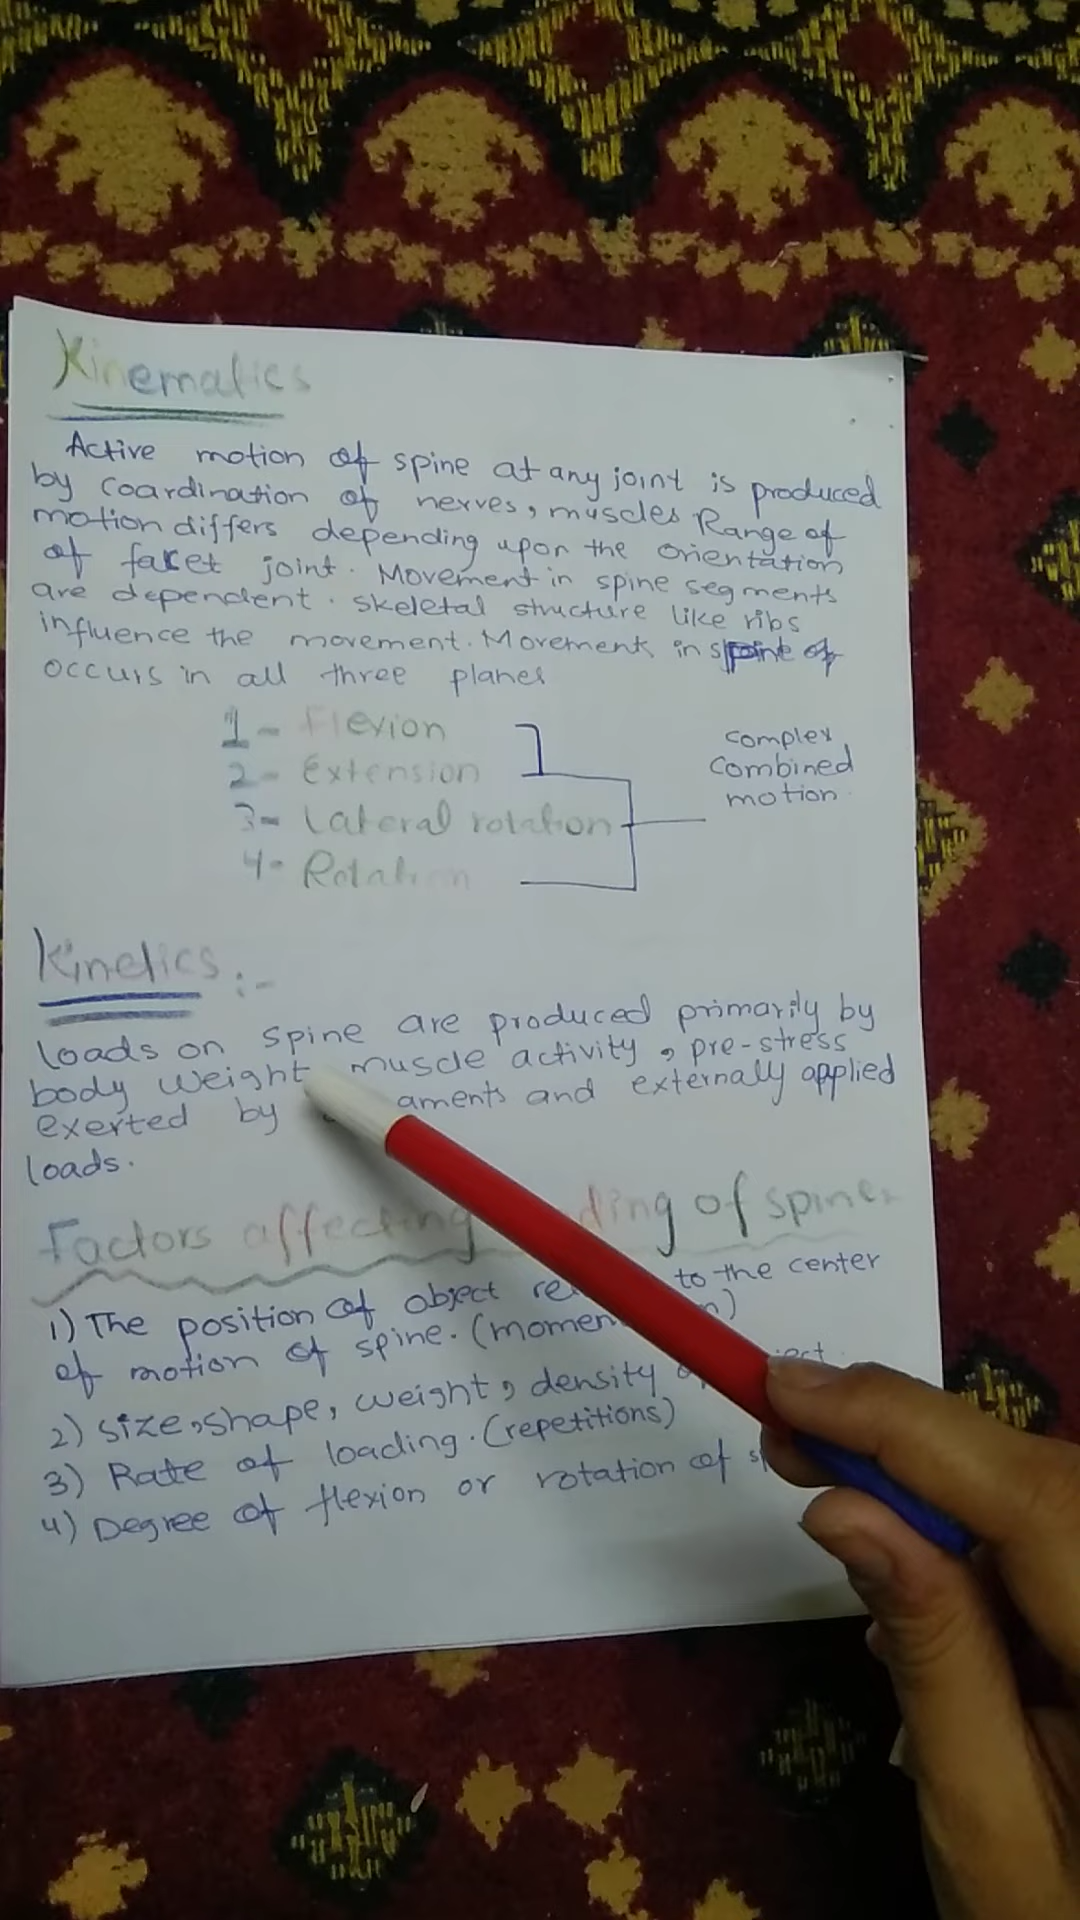 Kinematics
Active motion of spine at any joint is produced
by coardination of nerves, muscles Range of
motion differs depending upon the orientation
of facet joint. Movement in spine segments
are dependent. skeletal structure like ribs
influence the movement. Movement in spine of
occurs in all three planes
1- Flexion
2- Extension
3- Lateral rotation
4- Rotation
complex
combined
motion.
Kinetics:-
loads on spine are produced primarily by
body weight muscle activity, pre-stress
exerted by aments and externally applied
loads.
Factors affecting ding of spine.
1) The position of object re to the center
of motion of spine. (momen
2) size, shape, weight, density
3) Rate of loading. (repetitions)
4) Degree of flexion or rotation of sp